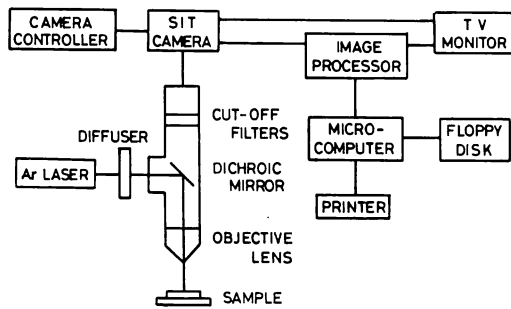 CAMERA
CONTROLLER
SIT
CAMERA
TV
MONITOR
IMAGE
PROCESSOR
CUT-OFF
FILTERS
DIFFUSER
MICRO-
COMPUTER
FLOPPY
DISK
Ar LASER
DICHROIC
MIRROR
PRINTER
OBJECTIVE
LENS
SAMPLE